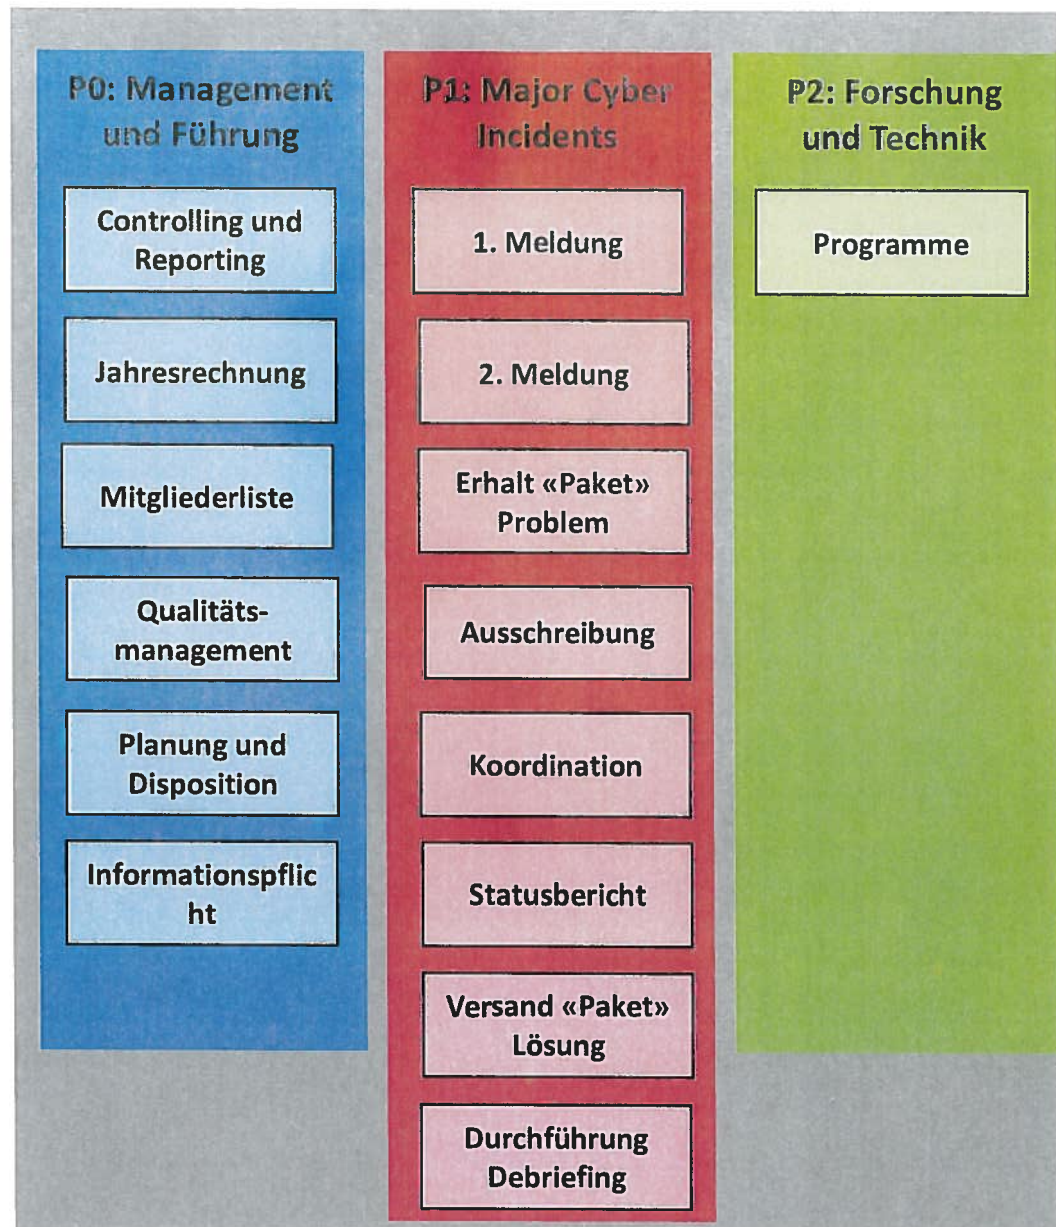 P0: Management
und Führung
Controlling und
Reporting
Jahresrechnung
Mitgliederliste
Qualitäts-
management
Planung und
Disposition
Informationspflic
ht
P1: Major Cyber
Incidents
1. Meldung
2. Meldung
Erhalt «Paket»
Problem
Ausschreibung
Koordination
Statusbericht
Versand «Paket»
Lösung
Durchführung
Debriefing
P2: Forschung
und Technik
Programme